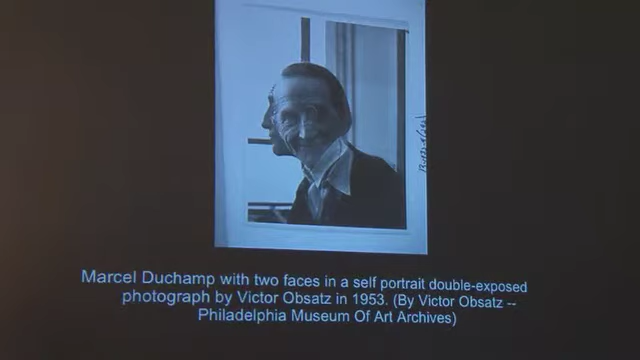 Marcel Duchamp with two faces in a self portrait double-exposed
photograph by Victor Obsatz in 1953. (By Victor Obsatz --
Philadelphia Museum Of Art Archives)